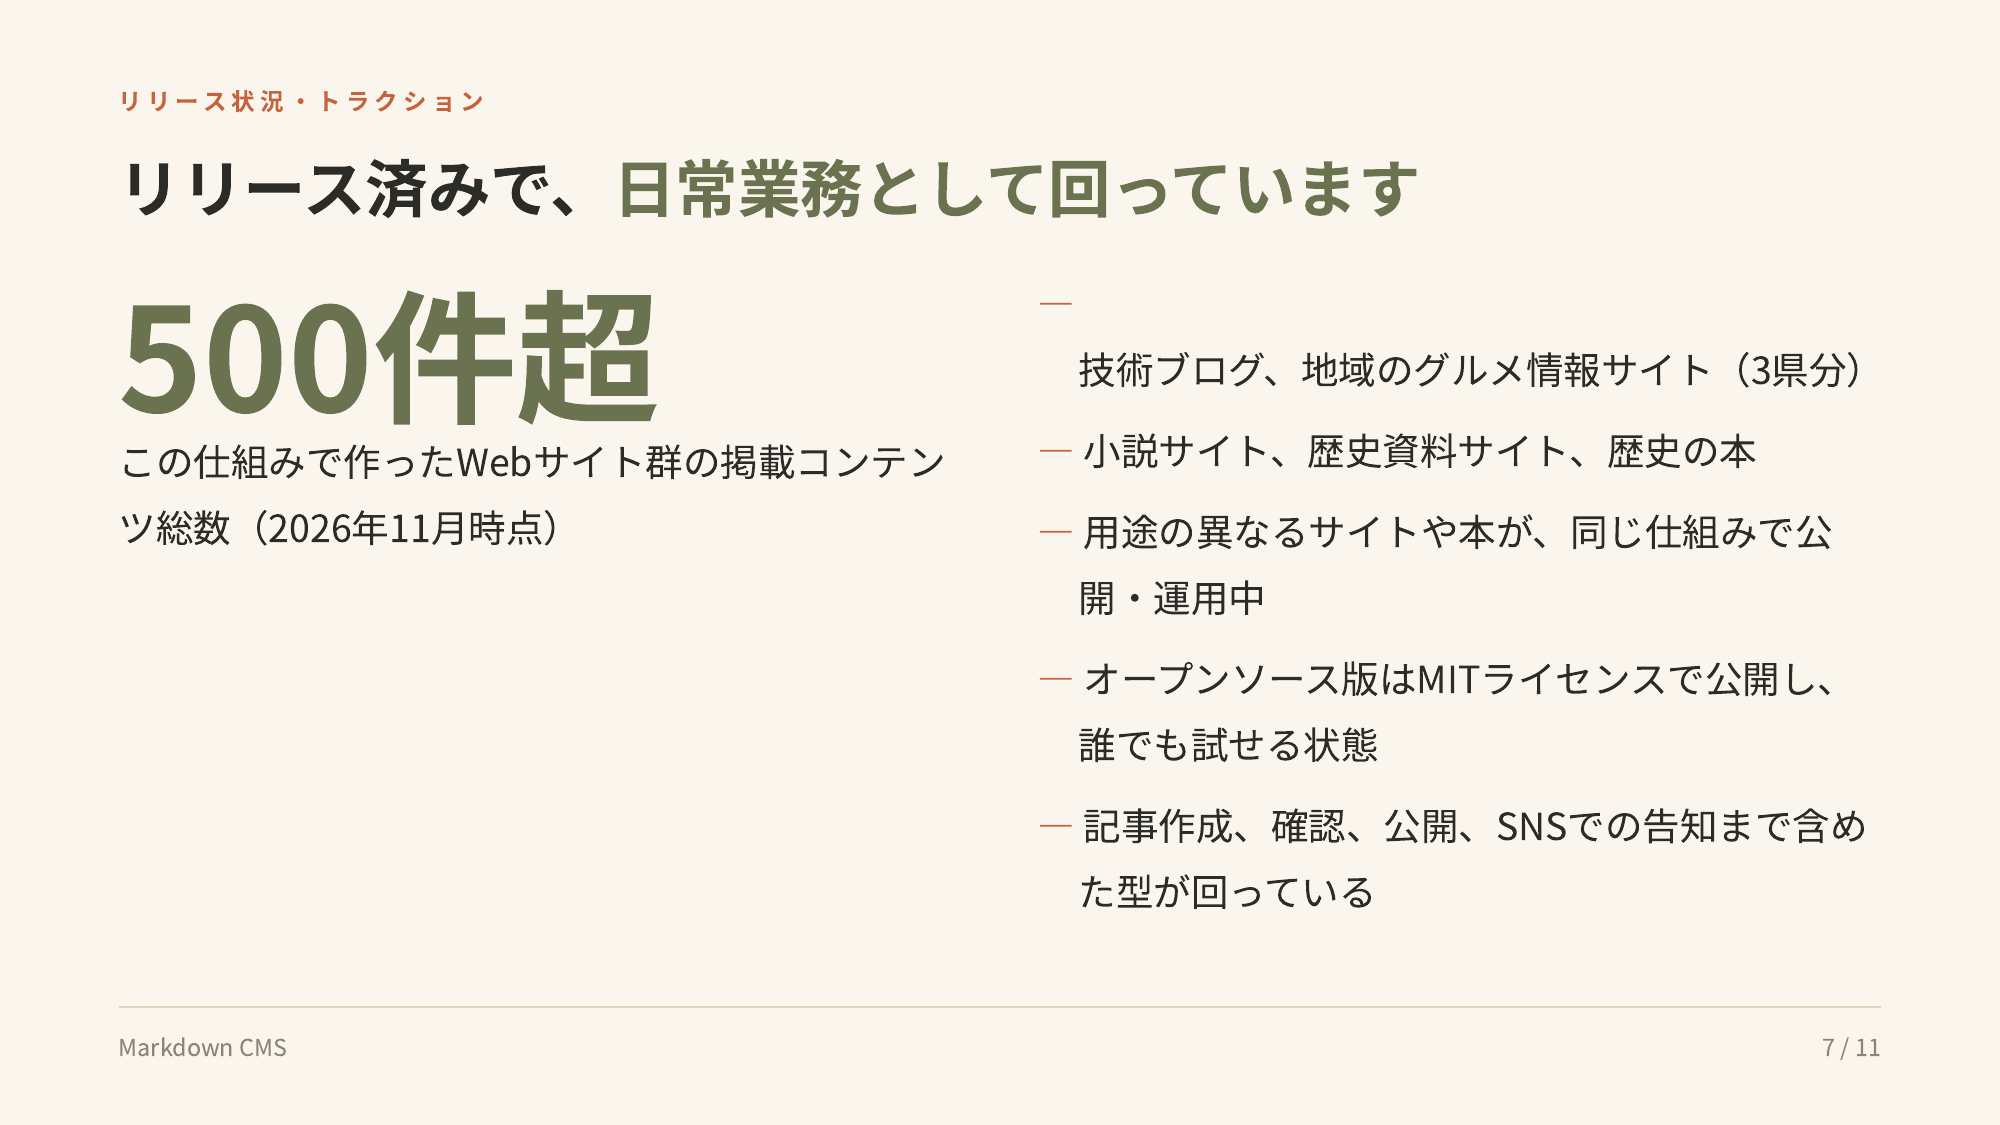 リリース状況・トラクション
リリース済みで、日常業務として回っています
500件超
この仕組みで作ったWebサイト群の掲載コンテン
ツ総数（2026年11月時点）
—
技術ブログ、地域のグルメ情報サイト（3県分）
— 小説サイト、歴史資料サイト、歴史の本
— 用途の異なるサイトや本が、同じ仕組みで公
開・運用中
— オープンソース版はMITライセンスで公開し、
誰でも試せる状態
— 記事作成、確認、公開、SNSでの告知まで含め
た型が回っている
Markdown CMS
7 / 11